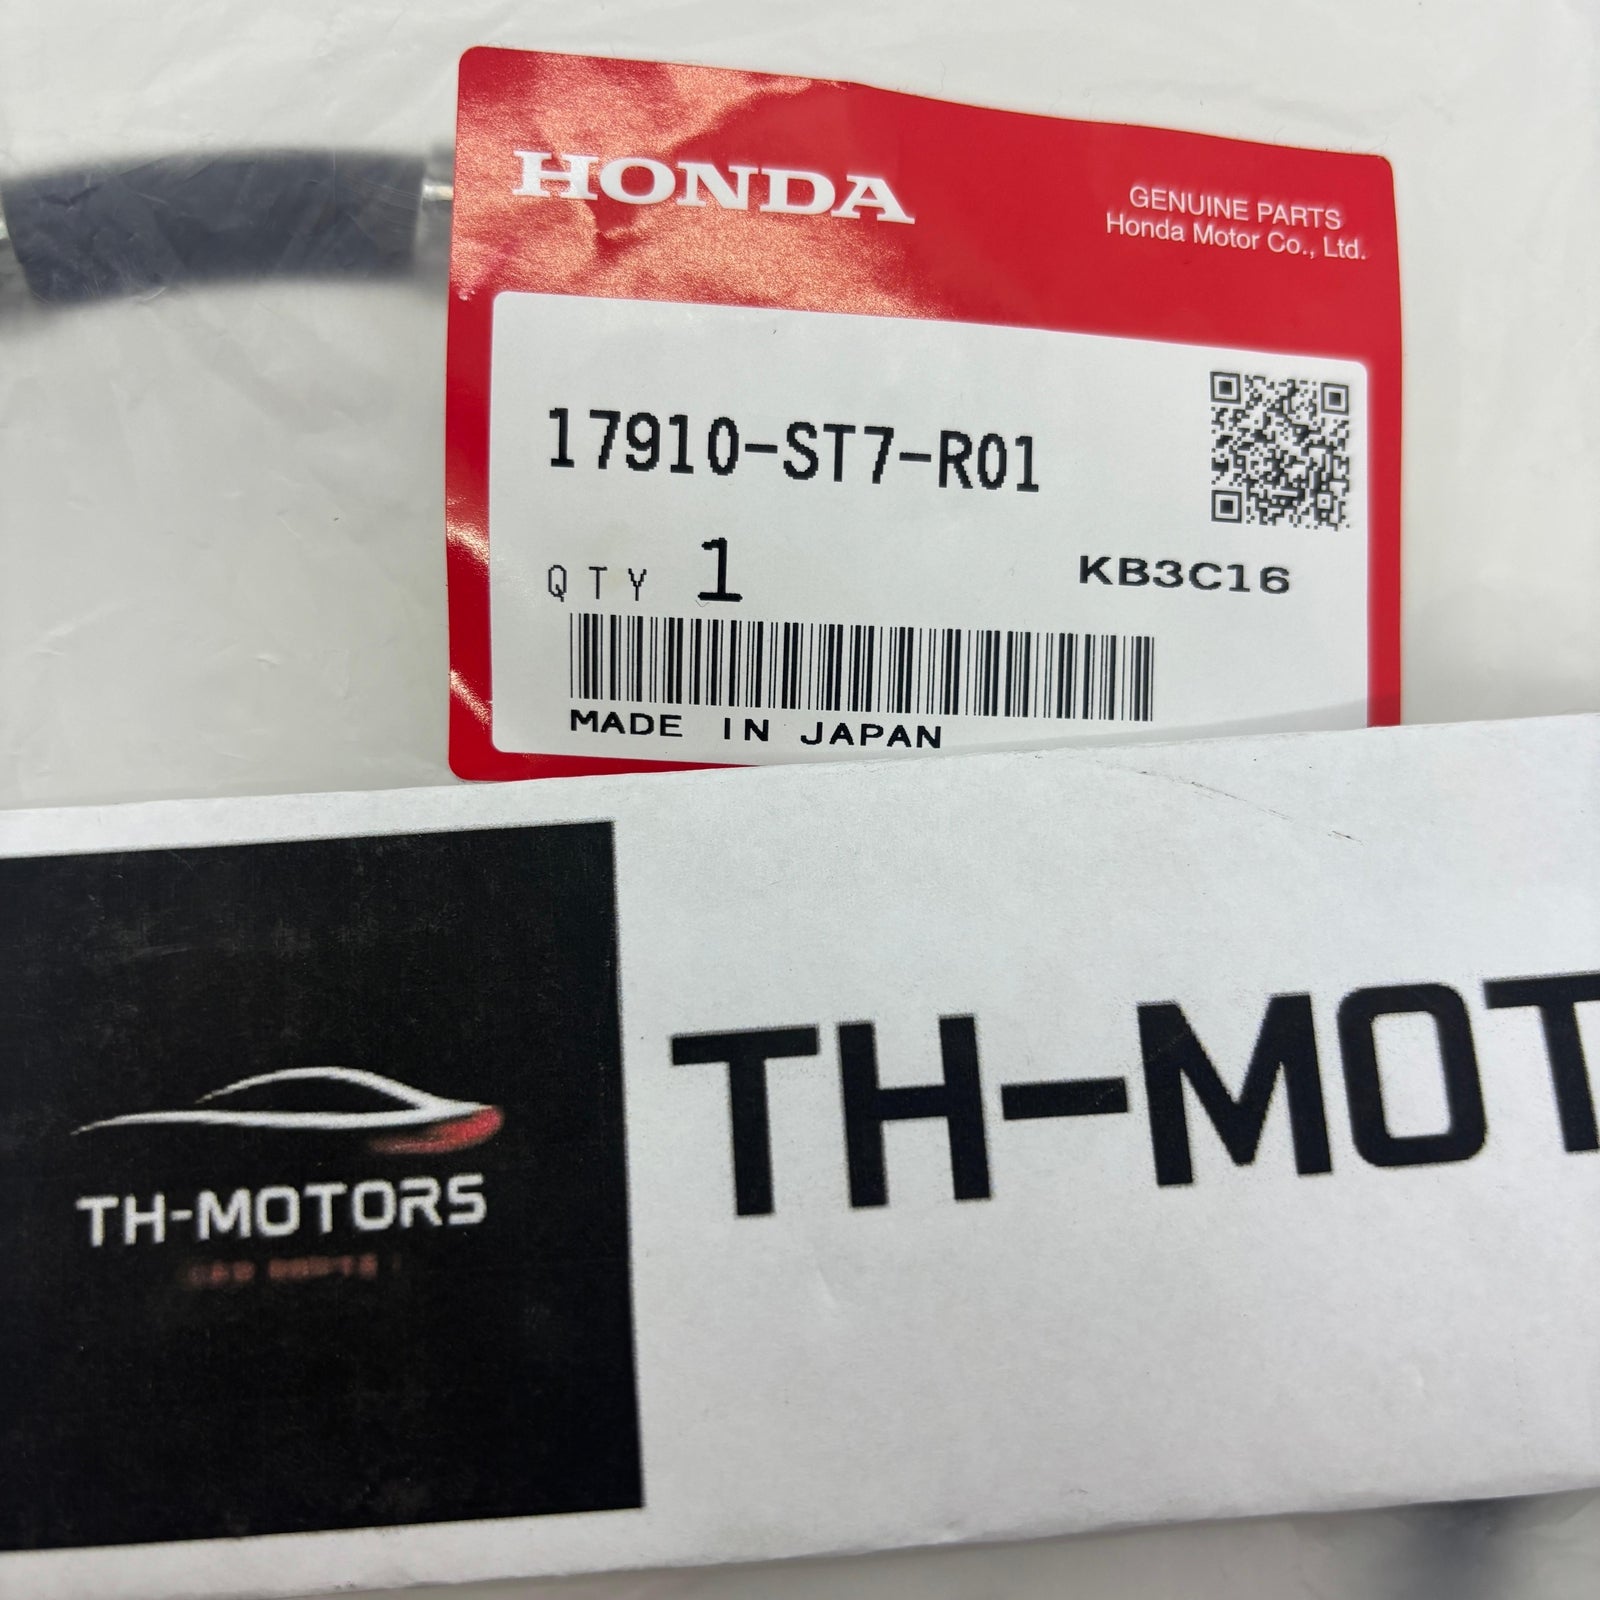 HONDA
GENUINE PARTS
Honda Motor Co., Ltd.
17910-ST7-R01
QTY 1
KB3C16
MADE IN JAPAN
TH-MOTORS
TH-MOT